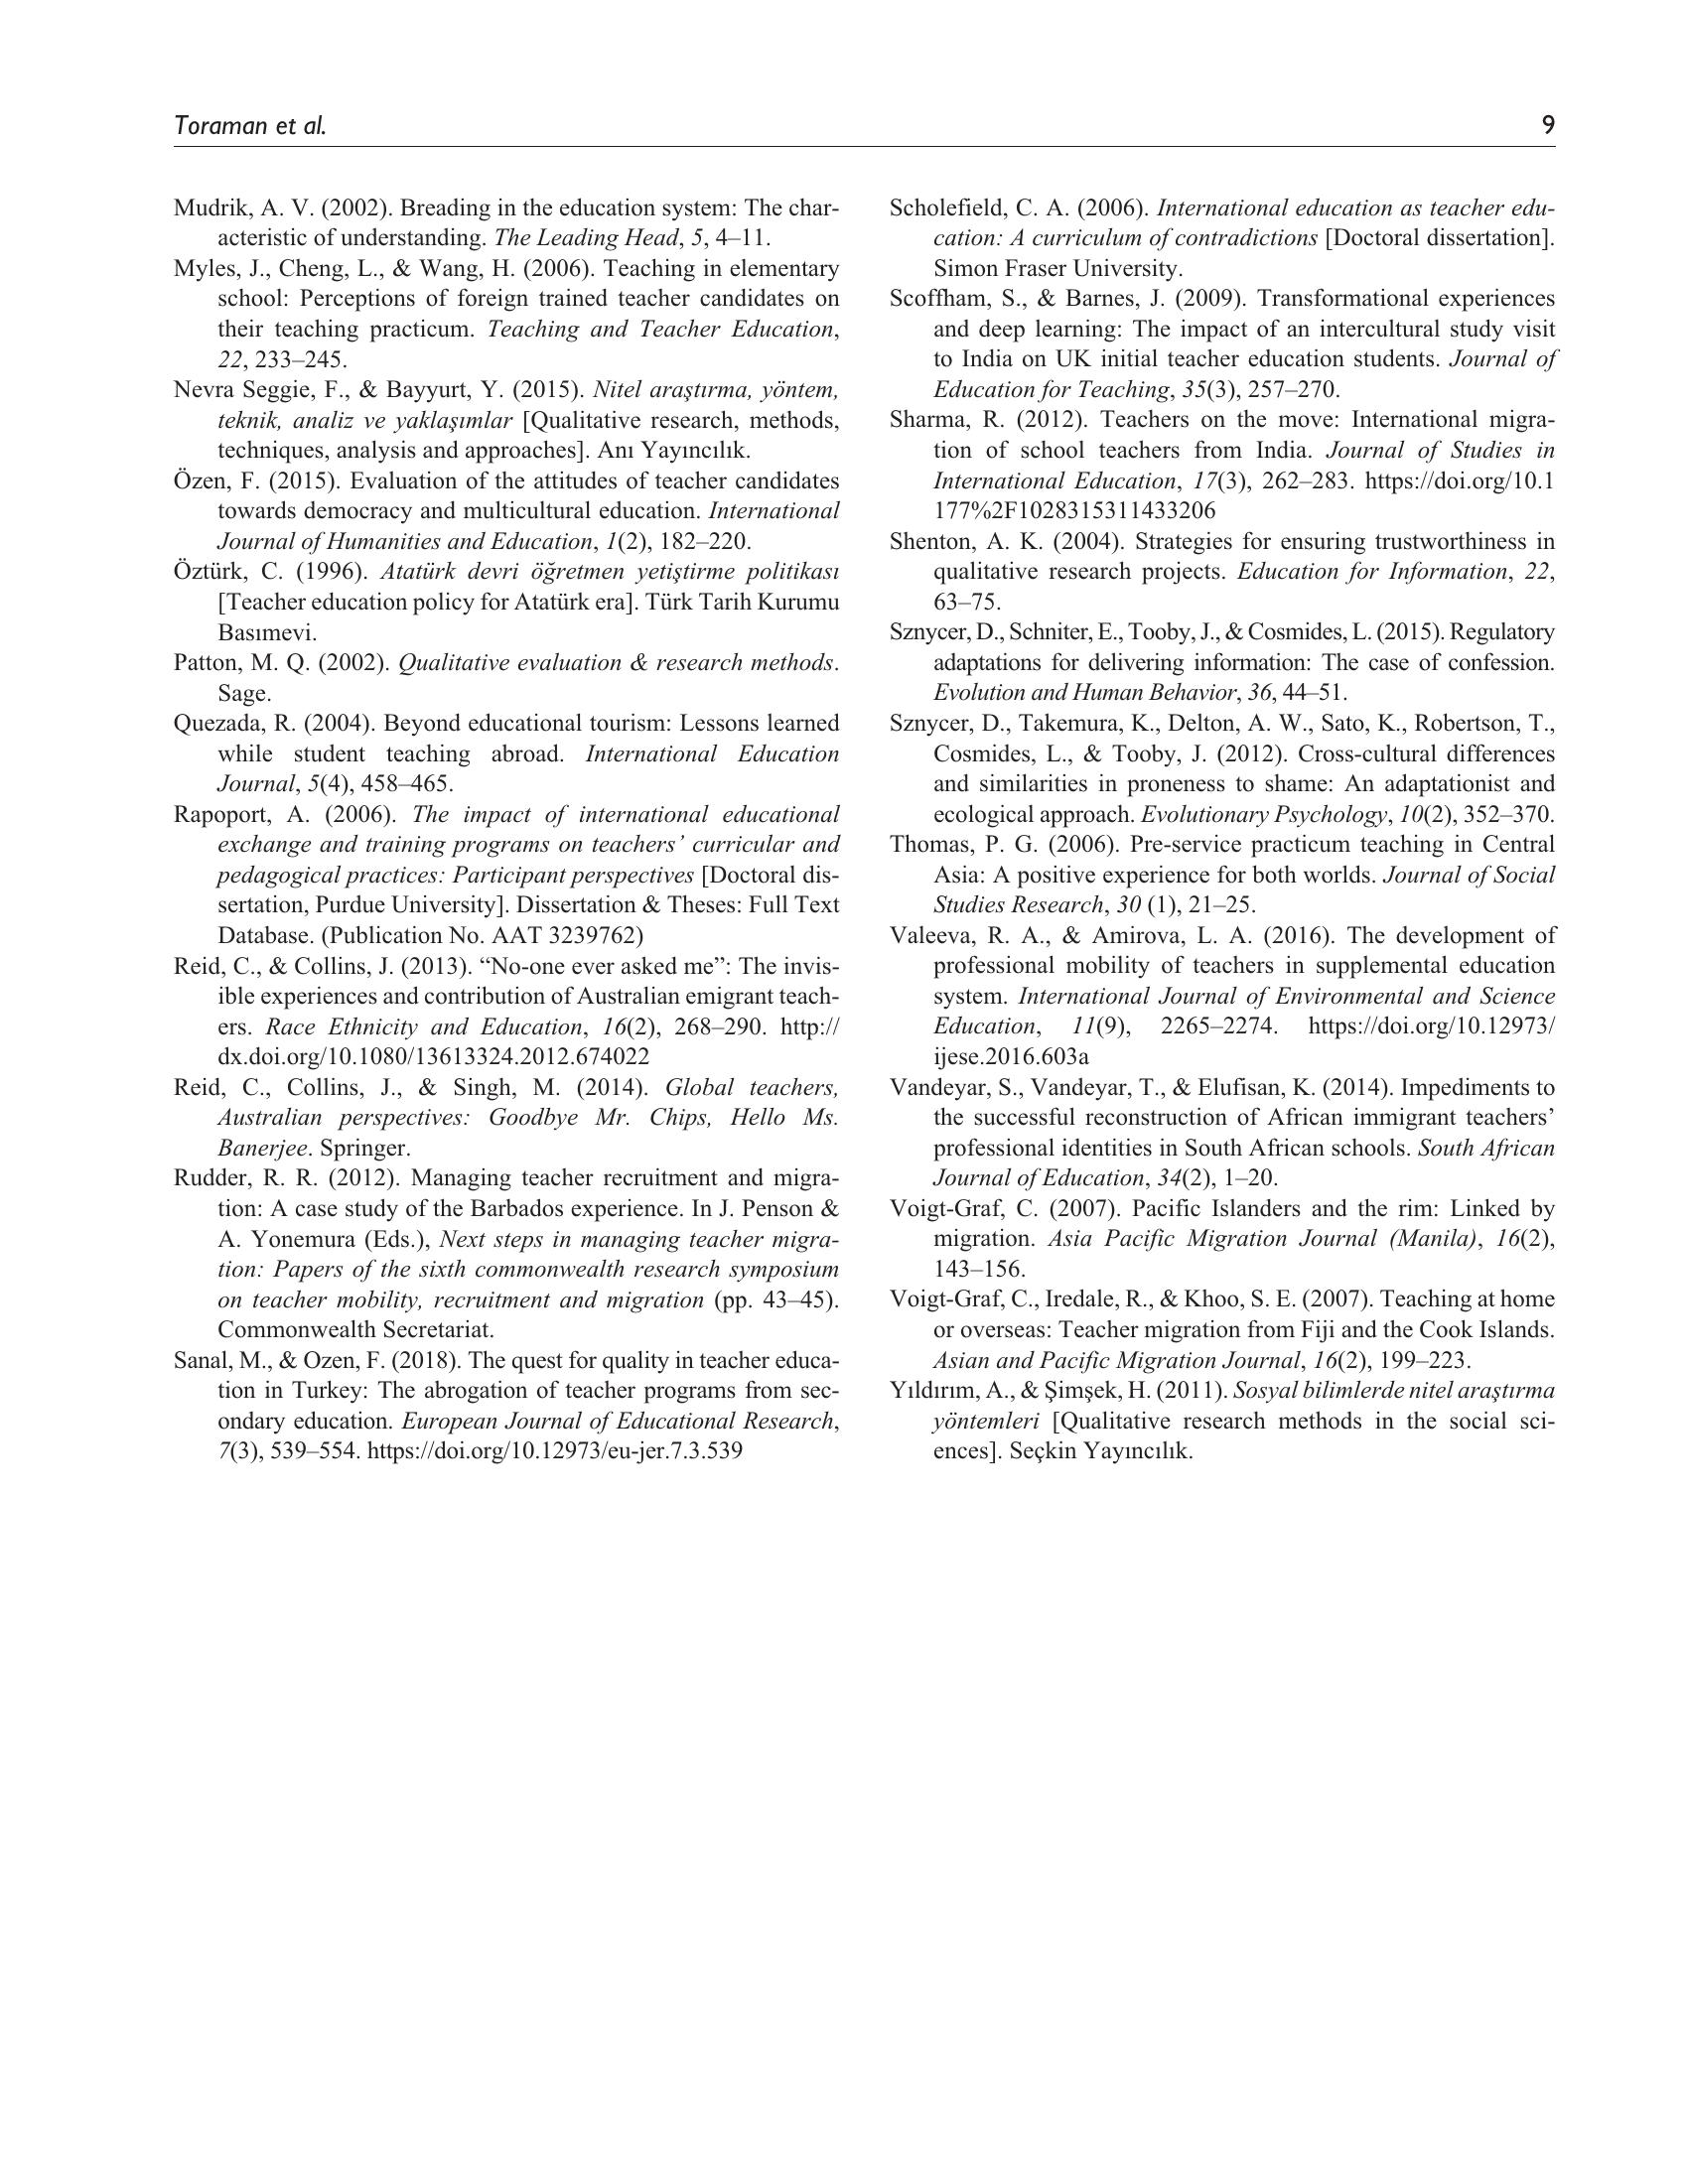 Toraman et al.
9
Mudrik, A. V. (2002). Breading in the education system: The char-
acteristic of understanding. The Leading Head, 5, 4–11.
Myles, J., Cheng, L., & Wang, H. (2006). Teaching in elementary
school: Perceptions of foreign trained teacher candidates on
their teaching practicum. Teaching and Teacher Education,
22, 233–245.
Nevra Seggie, F., & Bayyurt, Y. (2015). Nitel araştırma, yöntem,
teknik, analiz ve yaklaşımlar [Qualitative research, methods,
techniques, analysis and approaches]. Anı Yayıncılık.
Özen, F. (2015). Evaluation of the attitudes of teacher candidates
towards democracy and multicultural education. International
Journal of Humanities and Education, 1(2), 182–220.
Öztürk, C. (1996). Atatürk devri öğretmen yetiştirme politikası
[Teacher education policy for Atatürk era]. Türk Tarih Kurumu
Basımevi.
Patton, M. Q. (2002). Qualitative evaluation & research methods.
Sage.
Quezada, R. (2004). Beyond educational tourism: Lessons learned
while student teaching abroad. International Education
Journal, 5(4), 458–465.
Rapoport, A. (2006). The impact of international educational
exchange and training programs on teachers’ curricular and
pedagogical practices: Participant perspectives [Doctoral dis-
sertation, Purdue University]. Dissertation & Theses: Full Text
Database. (Publication No. AAT 3239762)
Reid, C., & Collins, J. (2013). “No-one ever asked me”: The invis-
ible experiences and contribution of Australian emigrant teach-
ers. Race Ethnicity and Education, 16(2), 268–290. http://
dx.doi.org/10.1080/13613324.2012.674022
Reid, C., Collins, J., & Singh, M. (2014). Global teachers,
Australian perspectives: Goodbye Mr. Chips, Hello Ms.
Banerjee. Springer.
Rudder, R. R. (2012). Managing teacher recruitment and migra-
tion: A case study of the Barbados experience. In J. Penson &
A. Yonemura (Eds.), Next steps in managing teacher migra-
tion: Papers of the sixth commonwealth research symposium
on teacher mobility, recruitment and migration (pp. 43–45).
Commonwealth Secretariat.
Sanal, M., & Ozen, F. (2018). The quest for quality in teacher educa-
tion in Turkey: The abrogation of teacher programs from sec-
ondary education. European Journal of Educational Research,
7(3), 539–554. https://doi.org/10.12973/eu-jer.7.3.539
Scholefield, C. A. (2006). International education as teacher edu-
cation: A curriculum of contradictions [Doctoral dissertation].
Simon Fraser University.
Scoffham, S., & Barnes, J. (2009). Transformational experiences
and deep learning: The impact of an intercultural study visit
to India on UK initial teacher education students. Journal of
Education for Teaching, 35(3), 257–270.
Sharma, R. (2012). Teachers on the move: International migra-
tion of school teachers from India. Journal of Studies in
International Education, 17(3), 262–283. https://doi.org/10.1
177%2F1028315311433206
Shenton, A. K. (2004). Strategies for ensuring trustworthiness in
qualitative research projects. Education for Information, 22,
63–75.
Sznycer, D., Schniter, E., Tooby, J., & Cosmides, L. (2015). Regulatory
adaptations for delivering information: The case of confession.
Evolution and Human Behavior, 36, 44–51.
Sznycer, D., Takemura, K., Delton, A. W., Sato, K., Robertson, T.,
Cosmides, L., & Tooby, J. (2012). Cross-cultural differences
and similarities in proneness to shame: An adaptationist and
ecological approach. Evolutionary Psychology, 10(2), 352–370.
Thomas, P. G. (2006). Pre-service practicum teaching in Central
Asia: A positive experience for both worlds. Journal of Social
Studies Research, 30 (1), 21–25.
Valeeva, R. A., & Amirova, L. A. (2016). The development of
professional mobility of teachers in supplemental education
system. International Journal of Environmental and Science
Education, 11(9), 2265–2274. https://doi.org/10.12973/
ijese.2016.603a
Vandeyar, S., Vandeyar, T., & Elufisan, K. (2014). Impediments to
the successful reconstruction of African immigrant teachers’
professional identities in South African schools. South African
Journal of Education, 34(2), 1–20.
Voigt-Graf, C. (2007). Pacific Islanders and the rim: Linked by
migration. Asia Pacific Migration Journal (Manila), 16(2),
143–156.
Voigt-Graf, C., Iredale, R., & Khoo, S. E. (2007). Teaching at home
or overseas: Teacher migration from Fiji and the Cook Islands.
Asian and Pacific Migration Journal, 16(2), 199–223.
Yıldırım, A., & Şimşek, H. (2011). Sosyal bilimlerde nitel araştırma
yöntemleri [Qualitative research methods in the social sci-
ences]. Seçkin Yayıncılık.